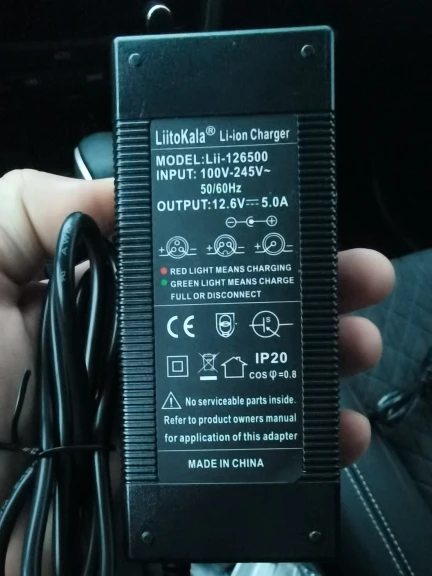 LiitoKala® Li-ion Charger
MODEL:Lii-126500
INPUT: 100V-245V~
50/60Hz
OUTPUT:12.6V⎓5.0A
RED LIGHT MEANS CHARGING
GREEN LIGHT MEANS CHARGE
FULL OR DISCONNECT
CE S
IP20
COS φ=0.8
No serviceable parts inside.
Refer to product owners manual
for application of this adapter
MADE IN CHINA